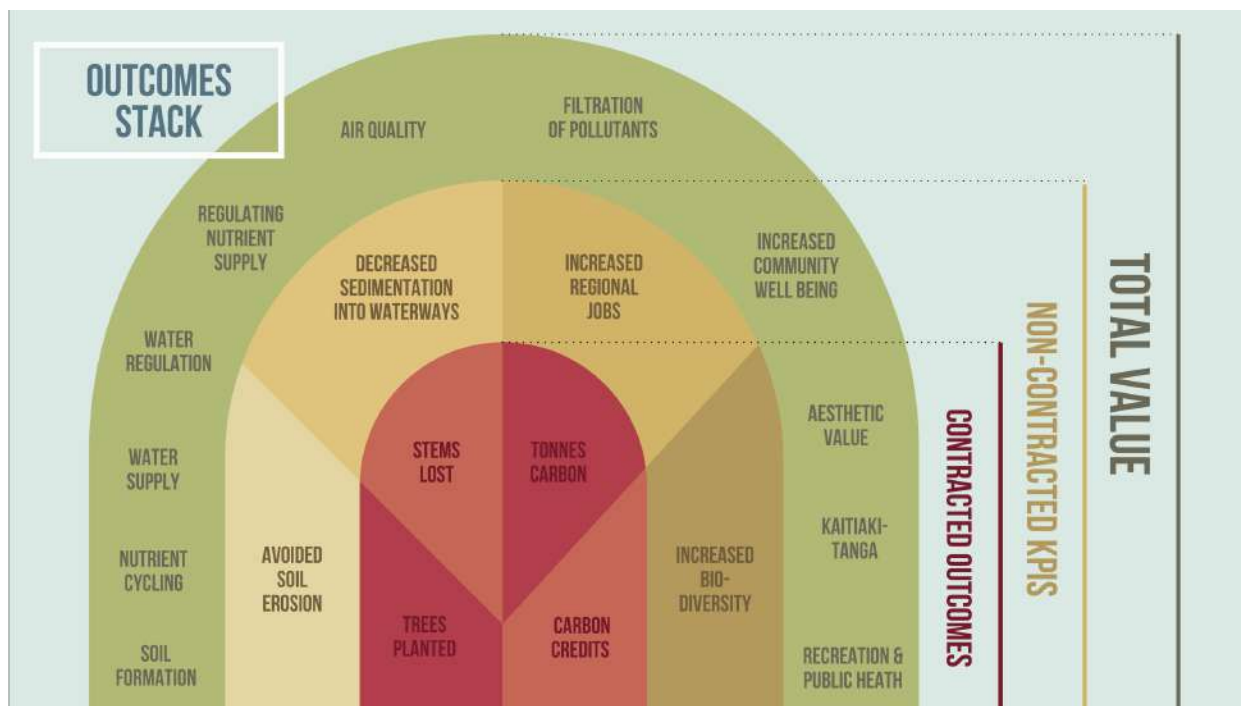 OUTCOMES
STACK
AIR QUALITY
FILTRATION
OF POLLUTANTS
REGULATING
NUTRIENT
SUPPLY
DECREASED
SEDIMENTATION
INTO WATERWAYS
INCREASED
REGIONAL
JOBS
INCREASED
COMMUNITY
WELL BEING
WATER
REGULATION
WATER
SUPPLY
STEMS
LOST
TONNES
CARBON
AESTHETIC
VALUE
NUTRIENT
CYCLING
AVOIDED
SOIL
EROSION
INCREASED
BIO-
DIVERSITY
KAITIAKI-
TANGA
SOIL
FORMATION
TREES
PLANTED
CARBON
CREDITS
RECREATION &
PUBLIC HEATH
CONTRACTED OUTCOMES
NON-CONTRACTED KPIS
TOTAL VALUE